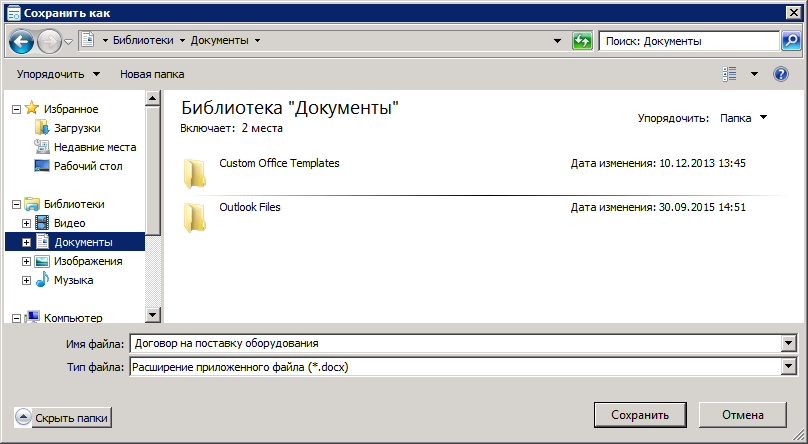 Сохранить как
Библиотеки Документы
Поиск: Документы
Упорядочить Новая папка
Избранное
Загрузки
Недавние места
Рабочий стол
Библиотеки
Видео
Документы
Изображения
Музыка
Компьютер
Библиотека "Документы"
Включает: 2 места
Упорядочить: Папка
Custom Office Templates Дата изменения: 10.12.2013 13:45
Outlook Files Дата изменения: 30.09.2015 14:51
Имя файла: Договор на поставку оборудования
Тип файла: Расширение приложенного файла (*.docx)
Скрыть папки
Сохранить
Отмена